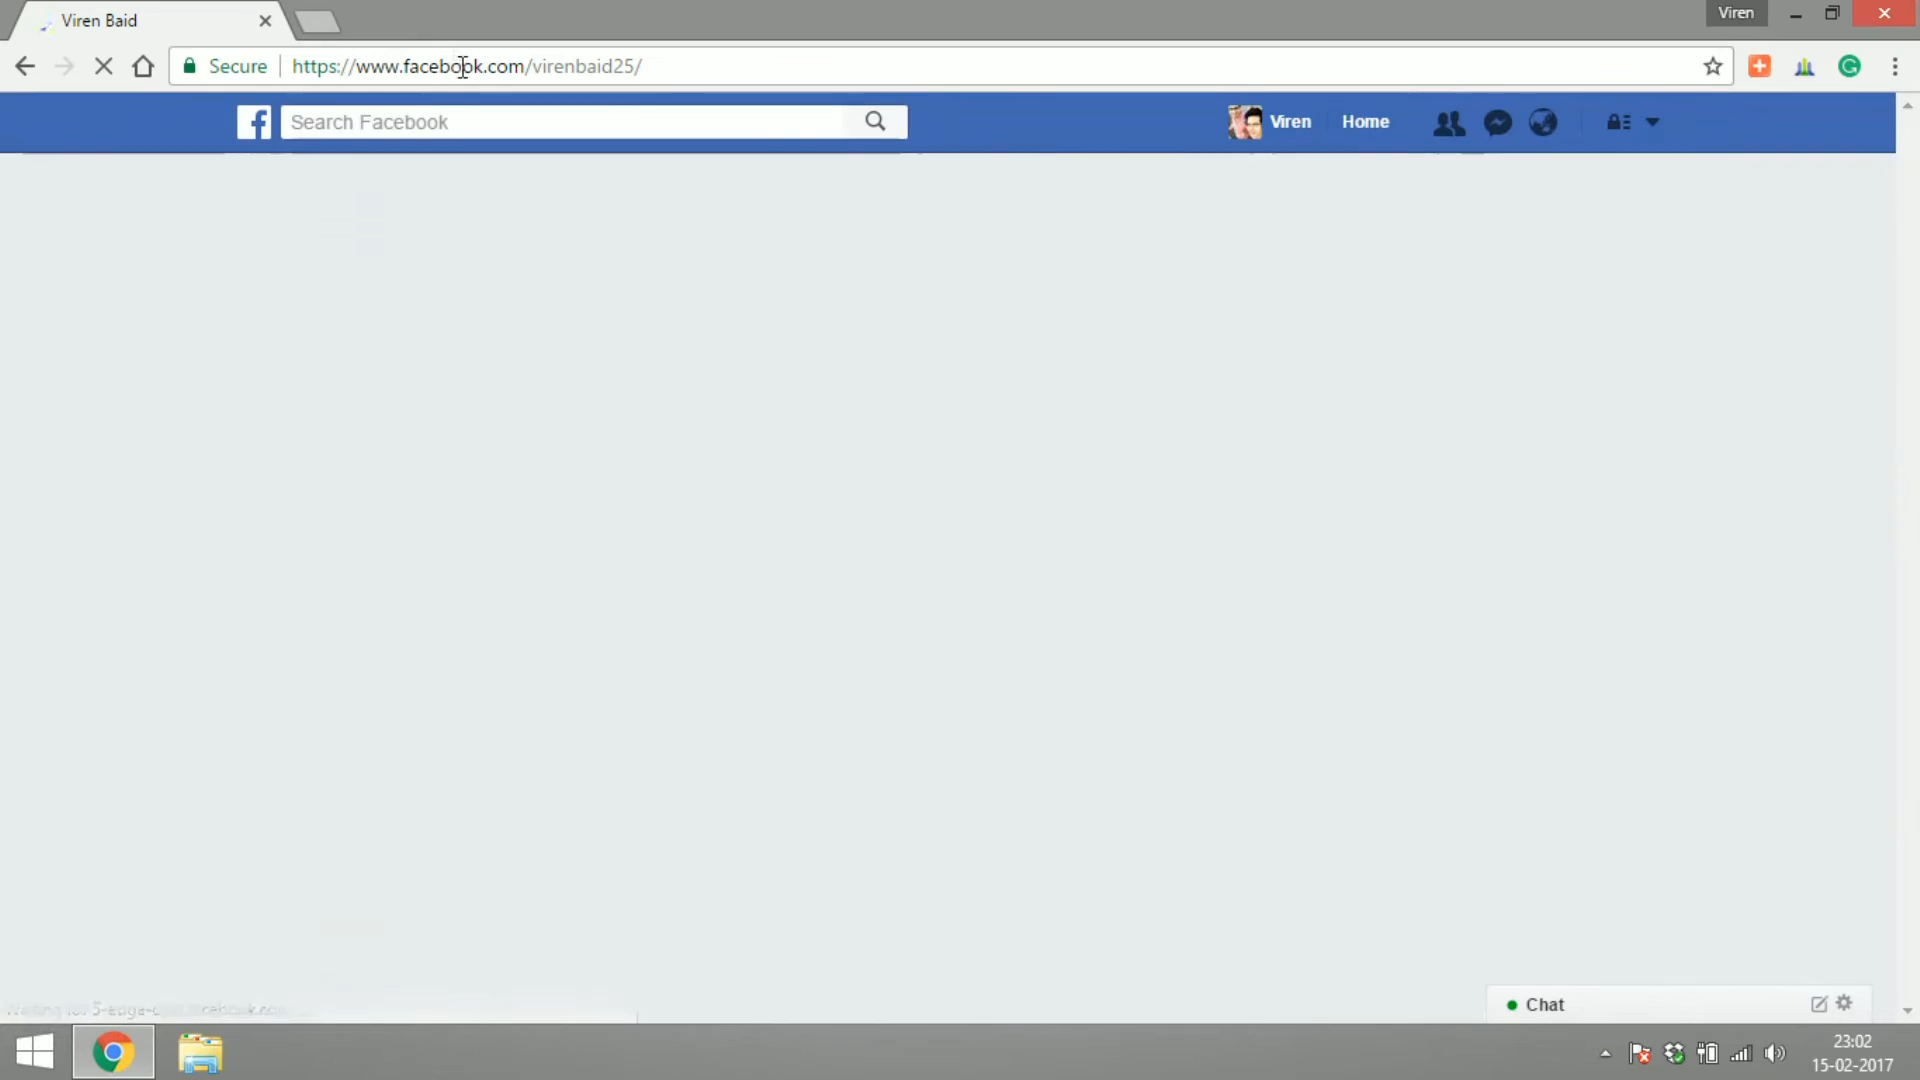 Viren Baid
Viren
Secure
https://www.facebook.com/virenbaid25/
Search Facebook
Viren
Home
Chat
23:02
15-02-2017